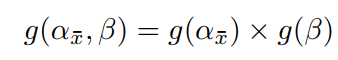 g(α_x̄, β) = g(α_x̄) × g(β)